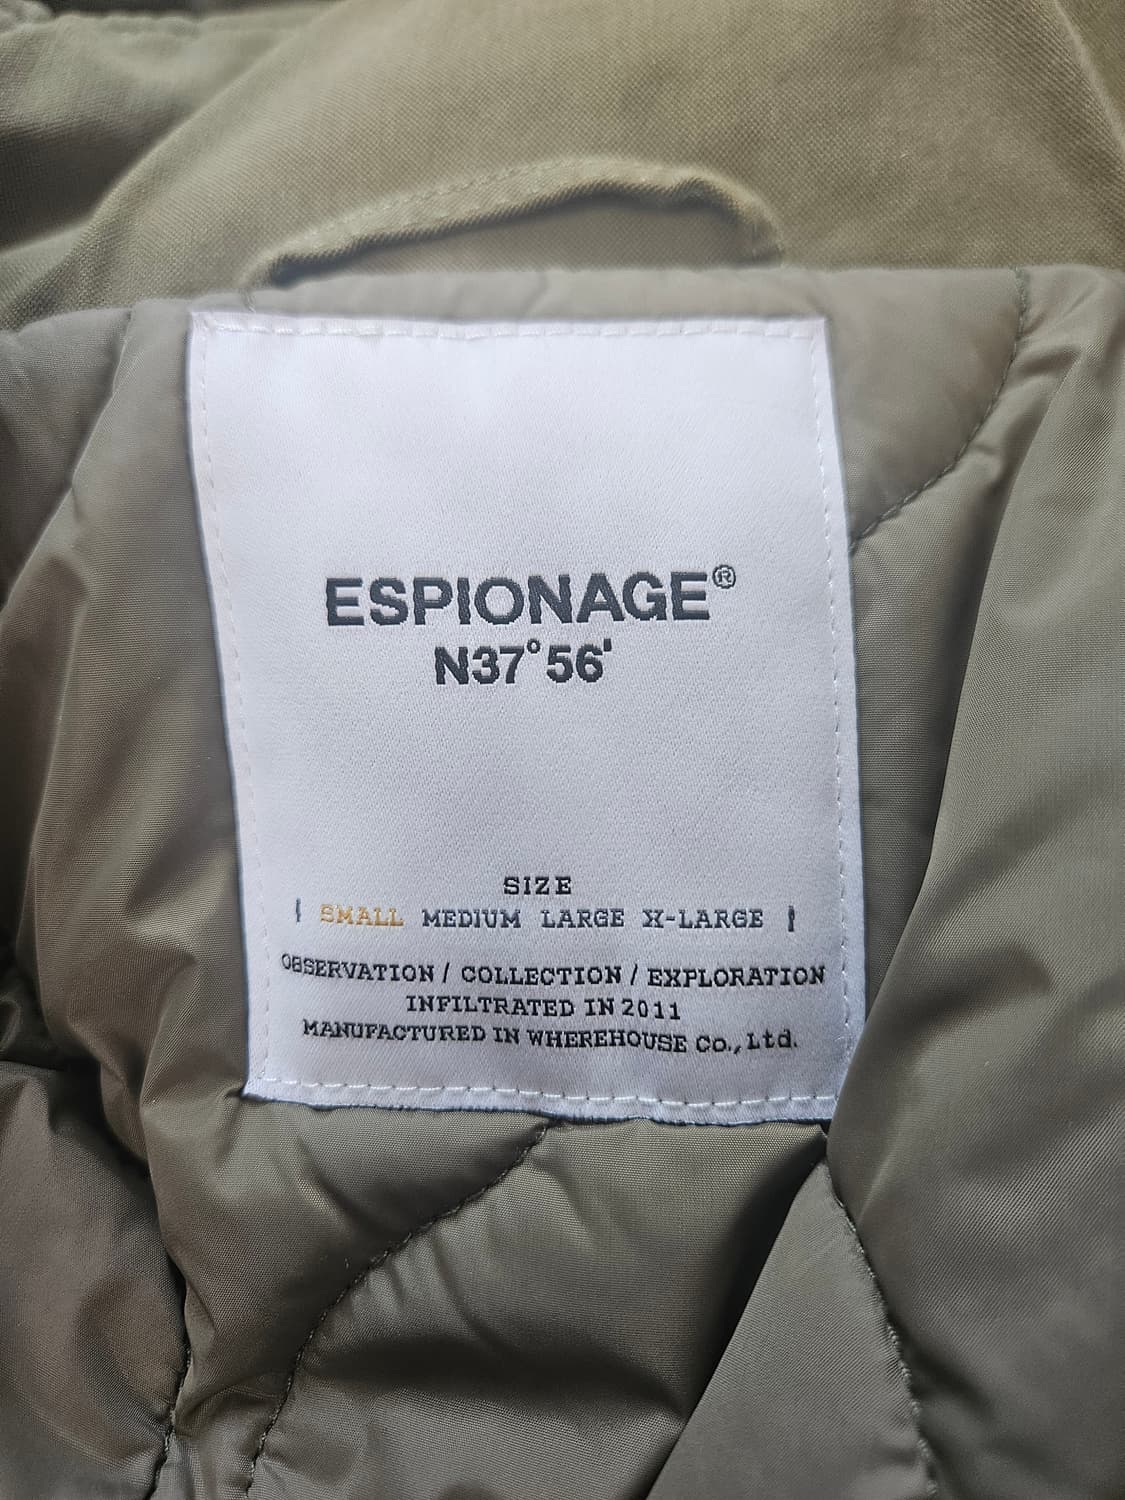 ESPIONAGE®
N37°56'
SIZE
[ SMALL MEDIUM LARGE X-LARGE ]
OBSERVATION / COLLECTION / EXPLORATION
INFILTRATED IN 2011
MANUFACTURED IN WHEREHOUSE Co., Ltd.